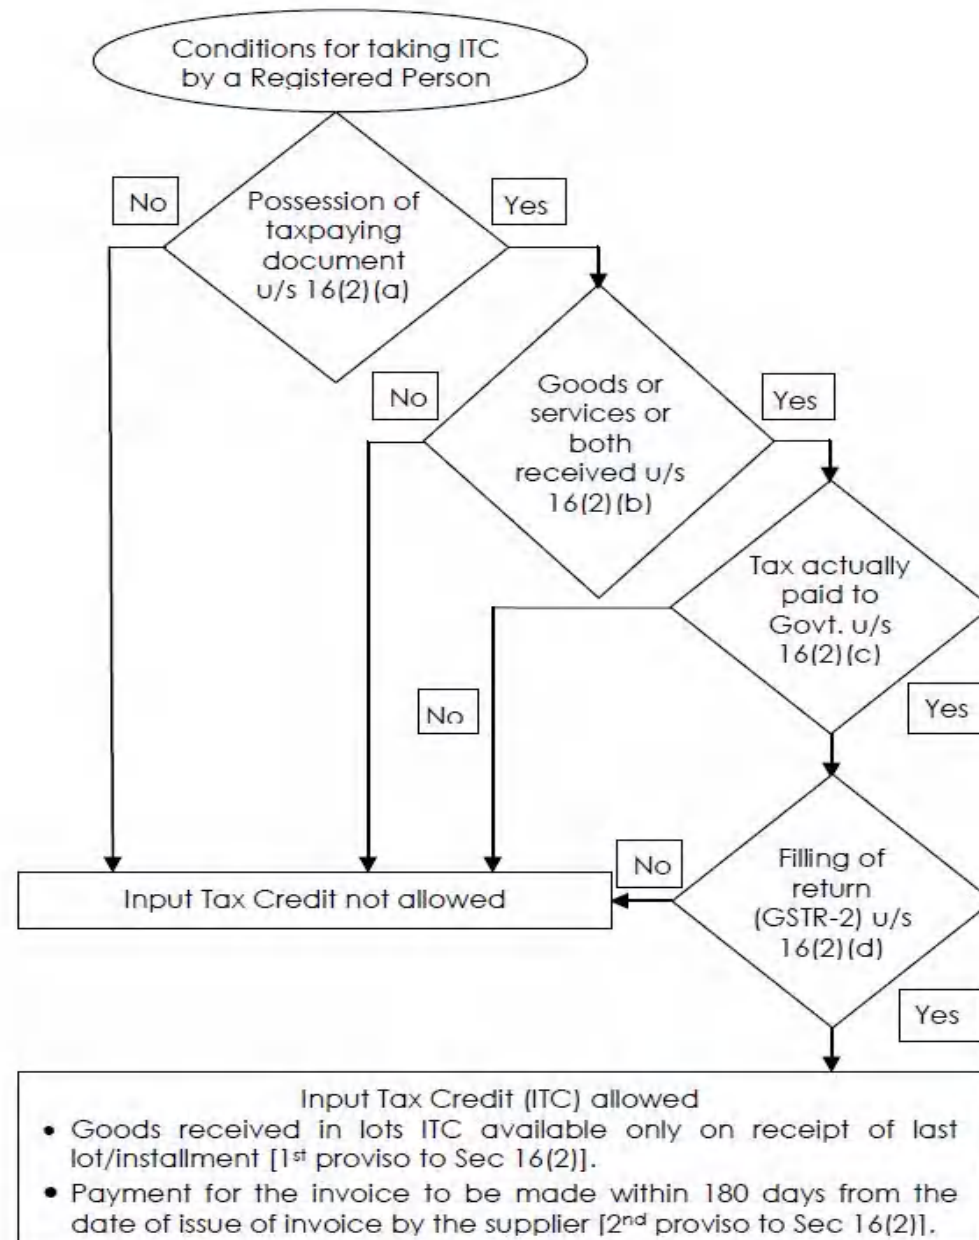 Conditions for taking ITC
by a Registered Person
No
Possession of
taxpaying
document
u/s 16(2)(a)
Yes
No
Goods or
services or
both
received u/s
16(2)(b)
Yes
Tax actually
paid to
Govt. u/s
16(2)(c)
No
Yes
Input Tax Credit not allowed
No
Filling of
return
(GSTR-2) u/s
16(2)(d)
Yes
Input Tax Credit (ITC) allowed
• Goods received in lots ITC available only on receipt of last
lot/installment [1st proviso to Sec 16(2)].
• Payment for the invoice to be made within 180 days from the
date of issue of invoice by the supplier [2nd proviso to Sec 16(2)].